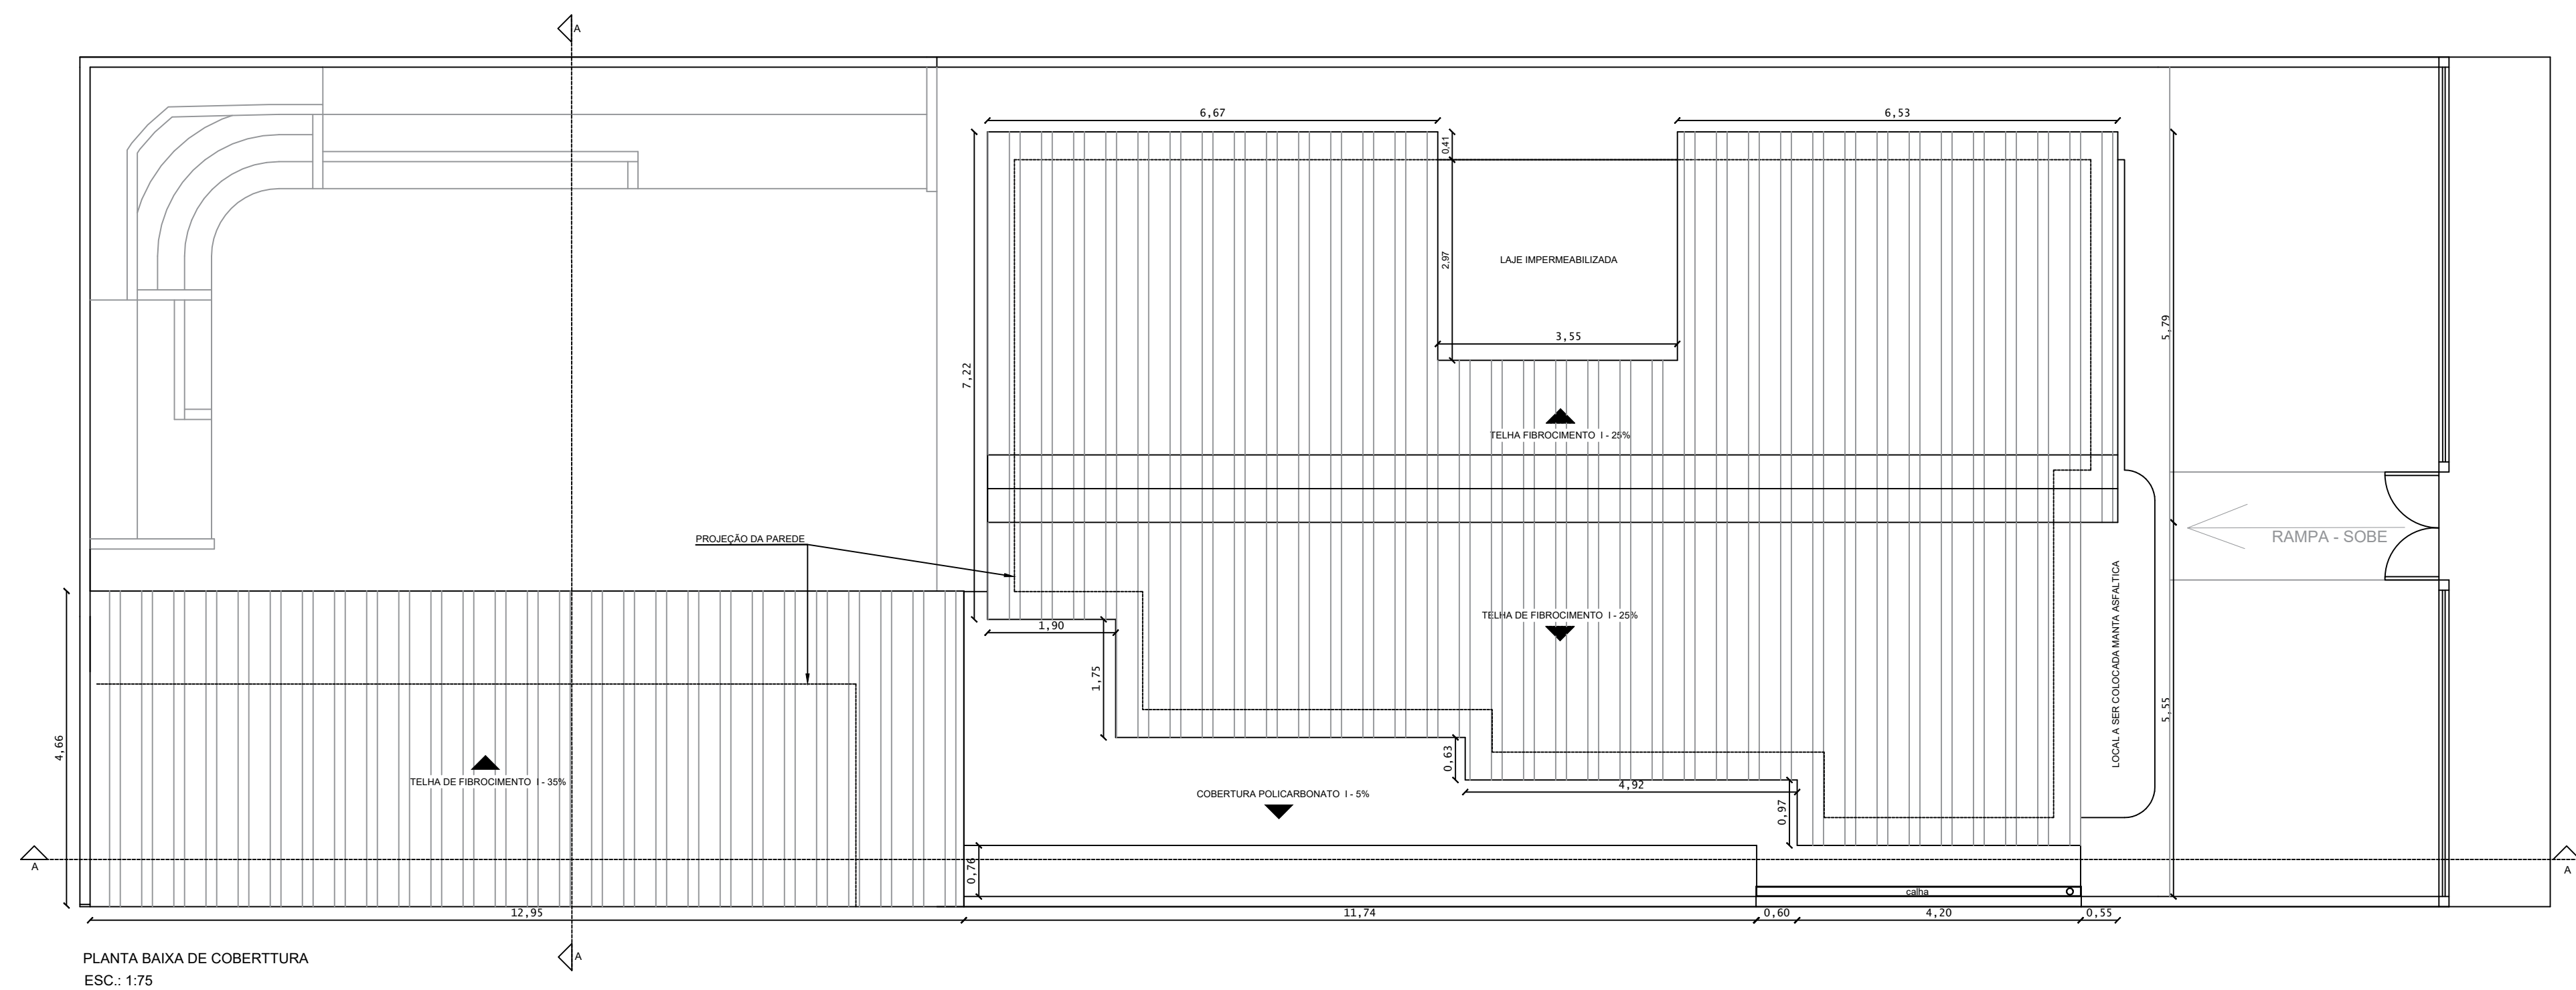 A
6,67
6,53
0,41
LAJE IMPERMEABILIZADA
2,97
3,55
5,79
7,22
TELHA FIBROCIMENTO I - 25%
PROJEÇÃO DA PAREDE
RAMPA - SOBE
LOCAL A SER COLOCADA MANTA ASFALTICA
TELHA DE FIBROCIMENTO I - 25%
1,90
1,75
5,55
4,66
0,63
TELHA DE FIBROCIMENTO I - 35%
4,92
COBERTURA POLICARBONATO I - 5%
0,97
A
0,76
A
calha
12,95
11,74
0,60
4,20
0,55
A
PLANTA BAIXA DE COBERTTURA
ESC.: 1:75